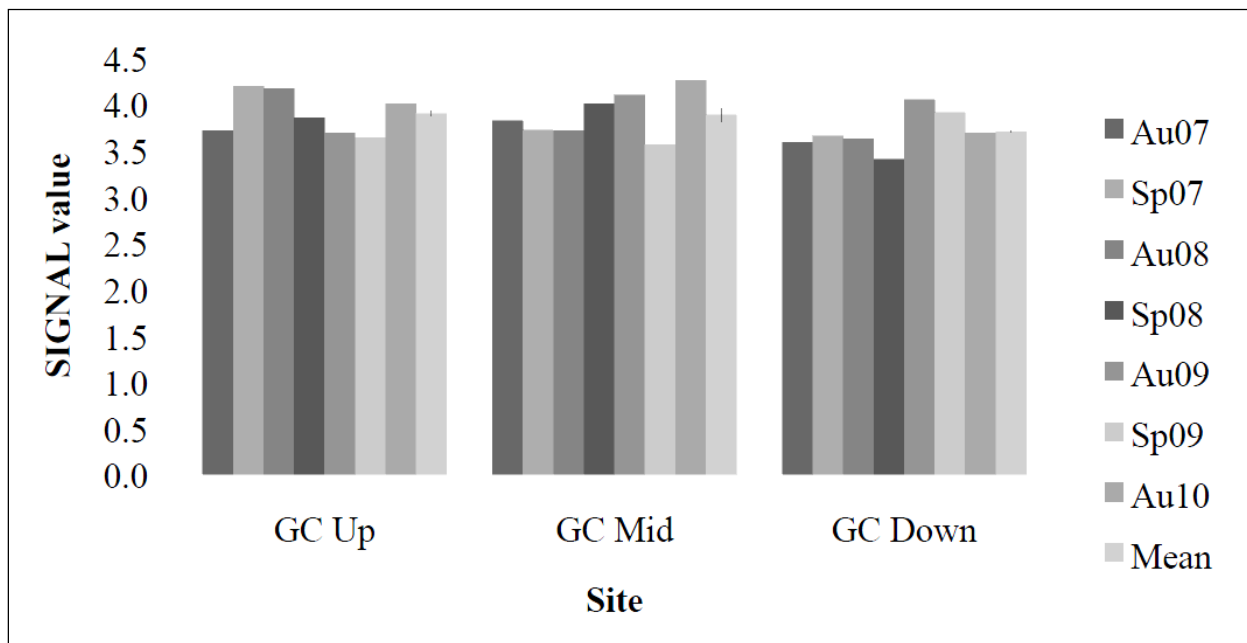 SIGNAL value
4.5
4.0
3.5
3.0
2.5
2.0
1.5
1.0
0.5
0.0
GC Up
GC Mid
GC Down
Site
Au07
Sp07
Au08
Sp08
Au09
Sp09
Au10
Mean